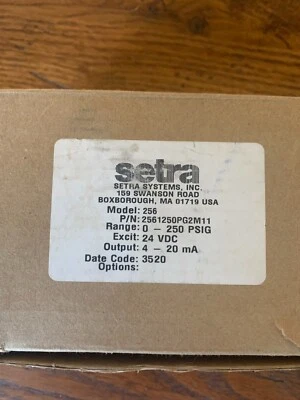 setra
SETRA SYSTEMS, INC.
159 SWANSON ROAD
BOXBOROUGH, MA 01719 USA
Model: 256
P/N: 2561250PG2M11
Range: 0 - 250 PSIG
Excit: 24 VDC
Output: 4 - 20 mA
Date Code: 3520
Options: